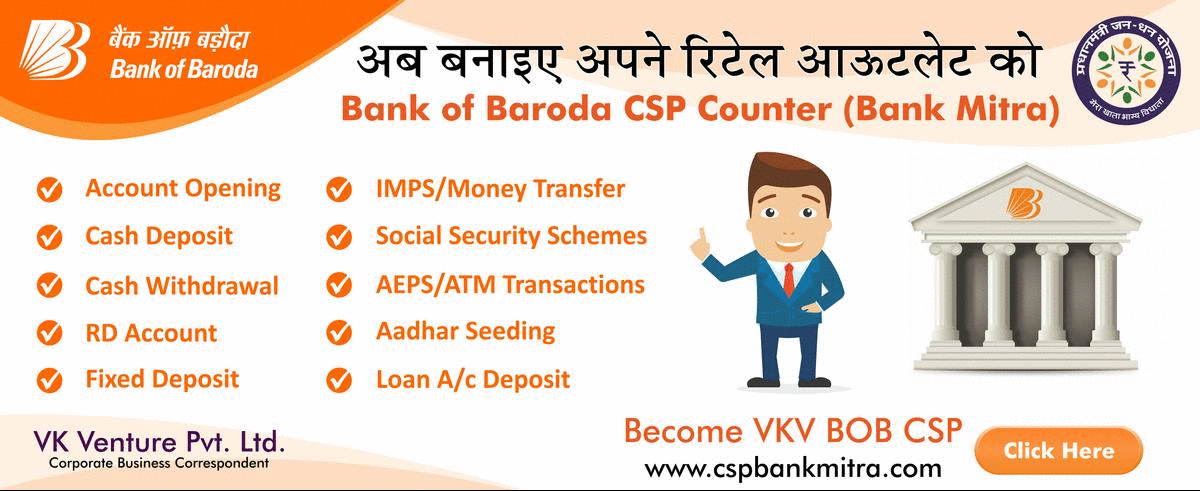 बैंक ऑफ़ बड़ौदा
Bank of Baroda
अब बनाइए अपने रिटेल आऊटलेट को
Bank of Baroda CSP Counter (Bank Mitra)
प्रधानमंत्री जन-धन योजना
मेरा खाता भाग्य विधाता
Account Opening
Cash Deposit
Cash Withdrawal
RD Account
Fixed Deposit
IMPS/Money Transfer
Social Security Schemes
AEPS/ATM Transactions
Aadhar Seeding
Loan A/c Deposit
VK Venture Pvt. Ltd.
Corporate Business Correspondent
Become VKV BOB CSP
www.cspbankmitra.com
Click Here